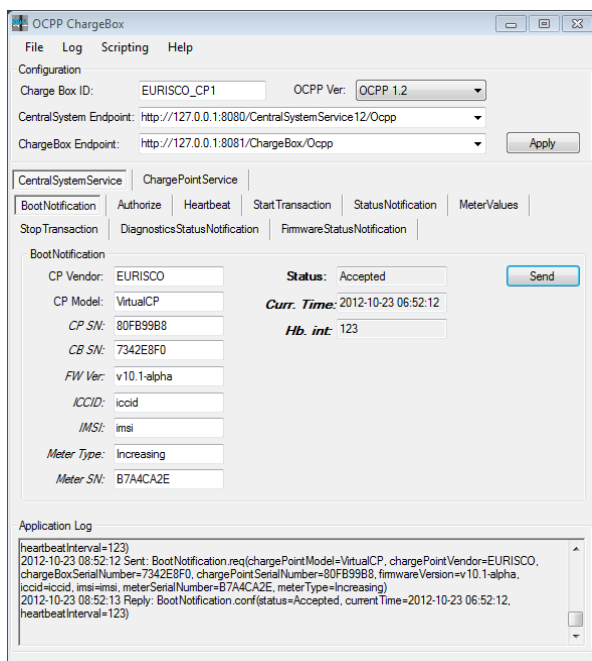 OCPP ChargeBox
File Log Scripting Help
Configuration
Charge Box ID: EURISCO_CP1 OCPP Ver: OCPP 1.2
CentralSystem Endpoint: http://127.0.0.1:8080/CentralSystemService12/Ocpp
ChargeBox Endpoint: http://127.0.0.1:8081/ChargeBox/Ocpp Apply
CentralSystemService ChargePointService
BootNotification Authorize Heartbeat StartTransaction StatusNotification MeterValues
StopTransaction DiagnosticsStatusNotification FirmwareStatusNotification
BootNotification
CP Vendor: EURISCO Status: Accepted Send
CP Model: VirtualCP Curr. Time: 2012-10-23 06:52:12
CP SN: 80FB99B8 Hb. int: 123
CB SN: 7342E8F0
FW Ver: v10.1-alpha
ICCID: iccid
IMSI: imsi
Meter Type: Increasing
Meter SN: B7A4CA2E
Application Log
heartbeatInterval=123)
2012-10-23 08:52:12 Sent: BootNotification.req(chargePointModel=VirtualCP, chargePointVendor=EURISCO,
chargeBoxSerialNumber=7342E8F0, chargePointSerialNumber=80FB99B8, firmwareVersion=v10.1-alpha,
iccid=iccid, imsi=imsi, meterSerialNumber=B7A4CA2E, meterType=Increasing)
2012-10-23 08:52:13 Reply: BootNotification.conf(status=Accepted, currentTime=2012-10-23 06:52:12,
heartbeatInterval=123)